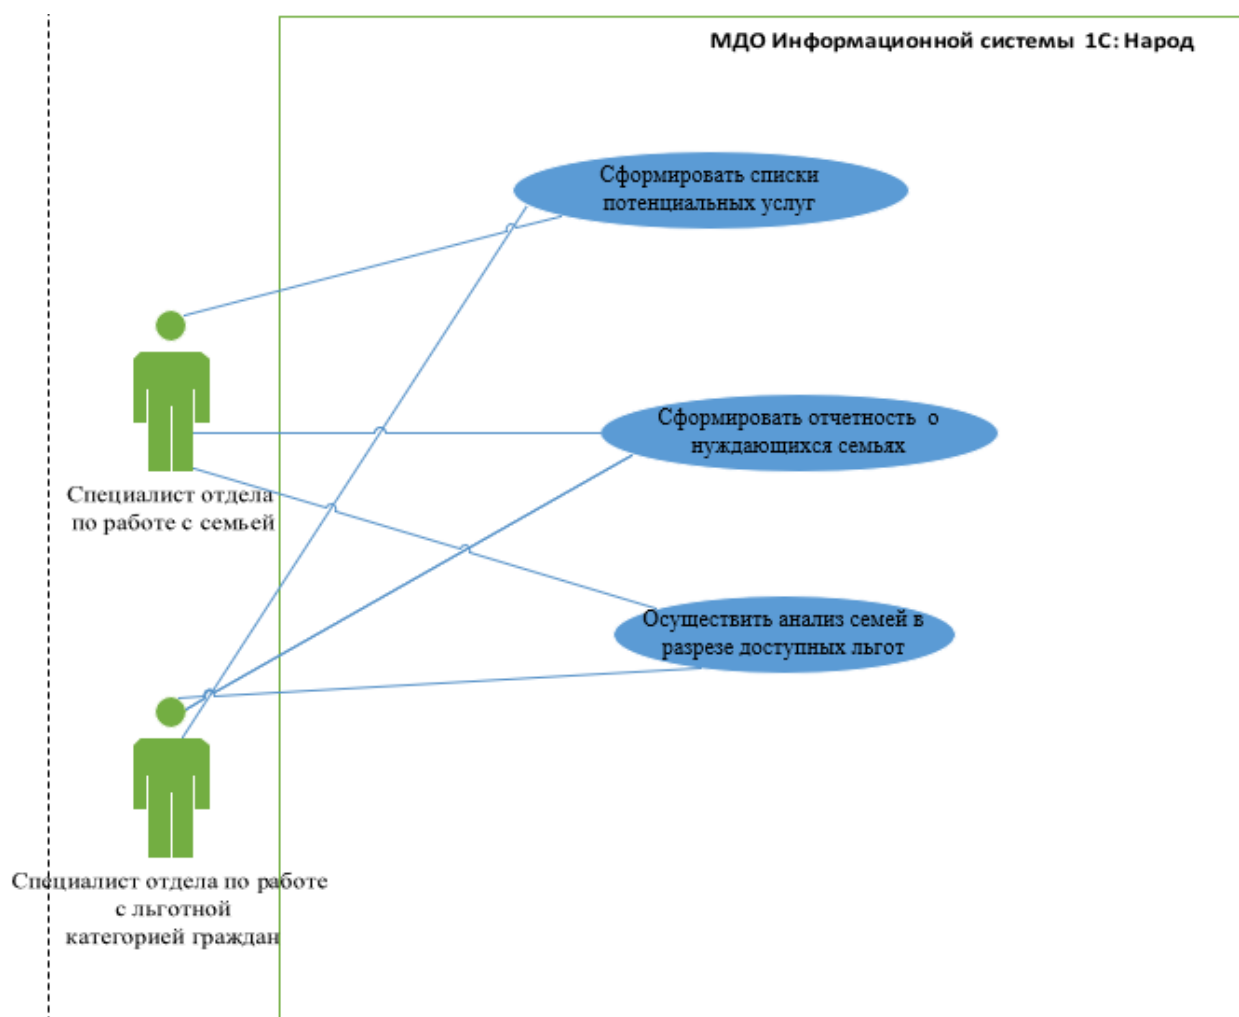 МДО Информационной системы 1С: Народ
Сформировать списки
потенциальных услуг
Сформировать отчетность о
нуждающихся семьях
Специалист отдела
по работе с семьей
Осуществить анализ семей в
разрезе доступных льгот
Специалист отдела по работе
с льготной
категорией граждан